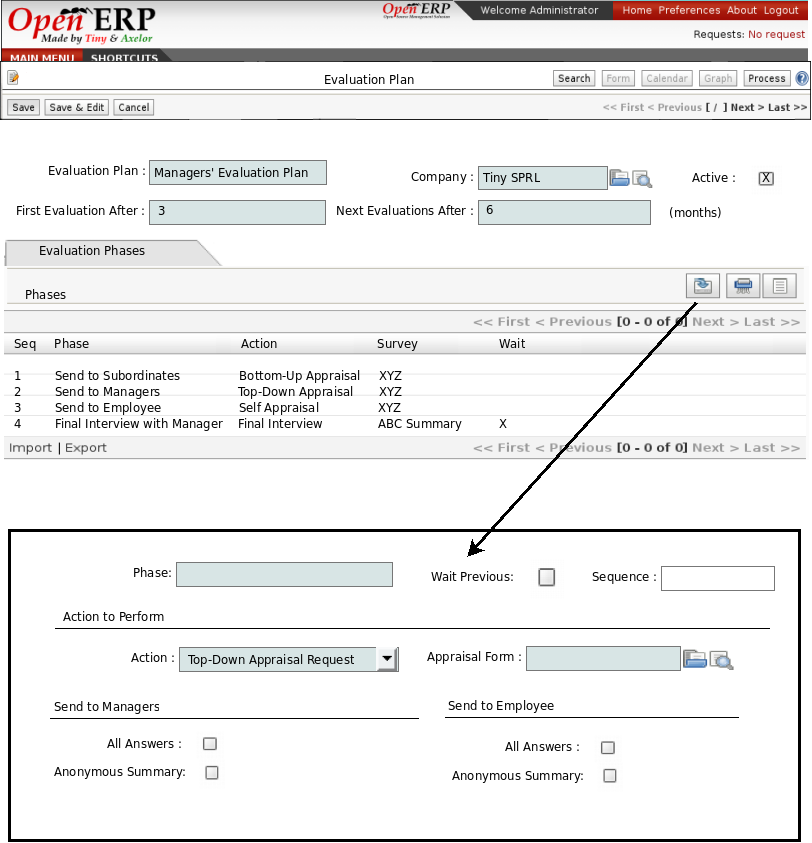 Open ERP
Made by Tiny & Axelor
Open ERP
Open Source Management Solution
Welcome Administrator
Home Preferences About Logout
Requests: No request
MAIN MENU SHORTCUTS
Evaluation Plan
Search Form Calendar Graph Process
Save Save & Edit Cancel
<< First < Previous [ / ] Next > Last >>
Evaluation Plan : Managers' Evaluation Plan
Company : Tiny SPRL
Active : X
First Evaluation After : 3
Next Evaluations After : 6 (months)
Evaluation Phases
Phases
<< First < Previous [0 - 0 of 0] Next > Last >>
Seq Phase Action Survey Wait
1 Send to Subordinates Bottom-Up Appraisal XYZ
2 Send to Managers Top-Down Appraisal XYZ
3 Send to Employee Self Appraisal XYZ
4 Final Interview with Manager Final Interview ABC Summary X
Import | Export << First < Previous [0 - 0 of 0] Next > Last >>
Phase: Wait Previous: Sequence :
Action to Perform
Action : Top-Down Appraisal Request Appraisal Form :
Send to Managers Send to Employee
All Answers : All Answers :
Anonymous Summary: Anonymous Summary: